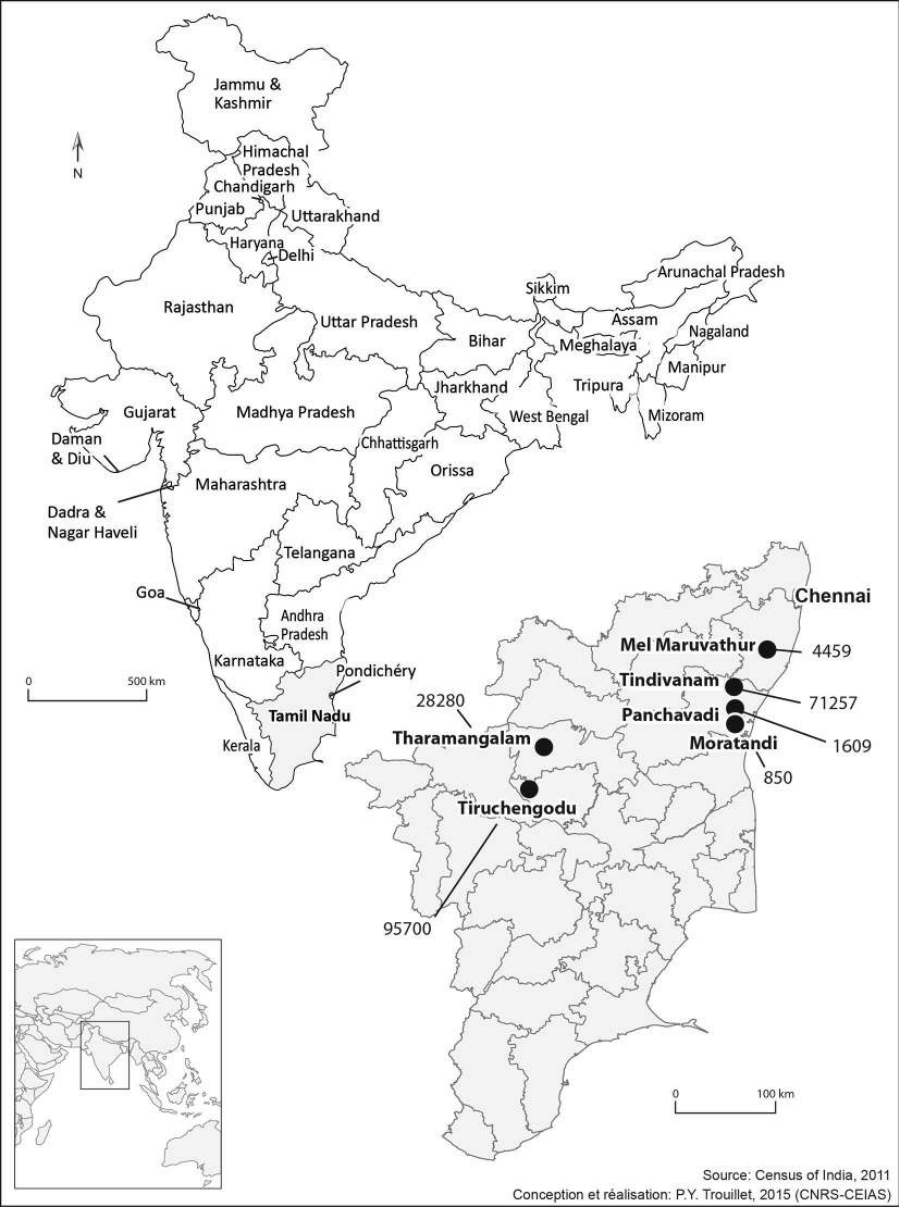 Jammu &
Kashmir
N
Himachal
Pradesh
Chandigarh
Punjab
Uttarakhand
Haryana
Delhi
Rajasthan
Uttar Pradesh
Sikkim
Arunachal Pradesh
Assam
Nagaland
Bihar
Meghalaya
Manipur
Jharkhand
Tripura
Gujarat
Madhya Pradesh
West Bengal
Mizoram
Daman
& Diu
Chhattisgarh
Orissa
Maharashtra
Dadra &
Nagar Haveli
Telangana
Goa
Andhra
Pradesh
Karnataka
Pondichéry
0 500 km
Tamil Nadu
Kerala
Chennai
Mel Maruvathur
4459
Tindivanam
71257
28280
Panchavadi
Tharamangalam
Moratandi
1609
850
Tiruchengodu
95700
0 100 km
Source: Census of India, 2011
Conception et réalisation: P.Y. Trouillet, 2015 (CNRS-CEIAS)